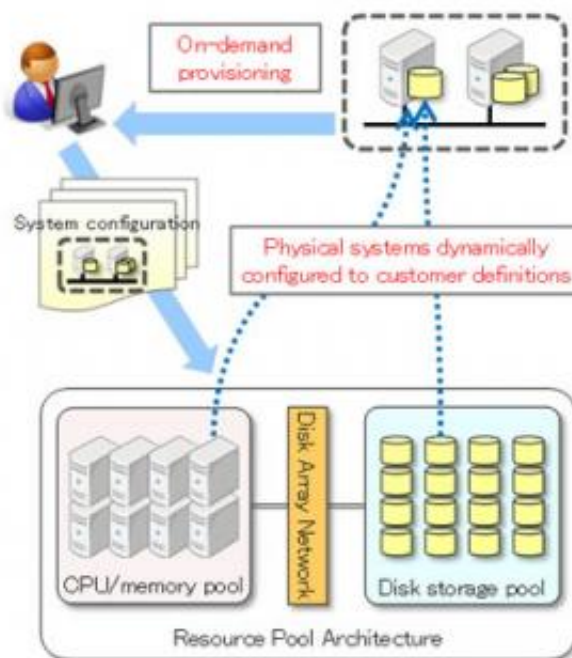 On-demand
provisioning
System configuration
Physical systems dynamically
configured to customer definitions
Disk Array Network
CPU/memory pool
Disk storage pool
Resource Pool Architecture